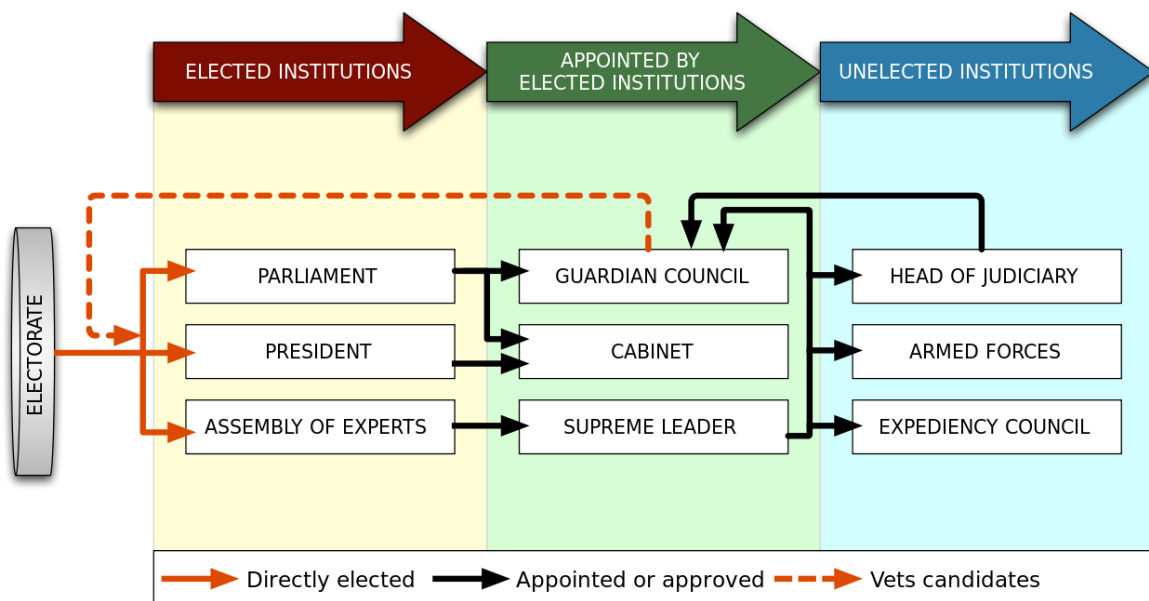 ELECTED INSTITUTIONS
APPOINTED BY
ELECTED INSTITUTIONS
UNELECTED INSTITUTIONS
ELECTORATE
PARLIAMENT
GUARDIAN COUNCIL
HEAD OF JUDICIARY
PRESIDENT
CABINET
ARMED FORCES
ASSEMBLY OF EXPERTS
SUPREME LEADER
EXPEDIENCY COUNCIL
Directly elected
Appointed or approved
Vets candidates